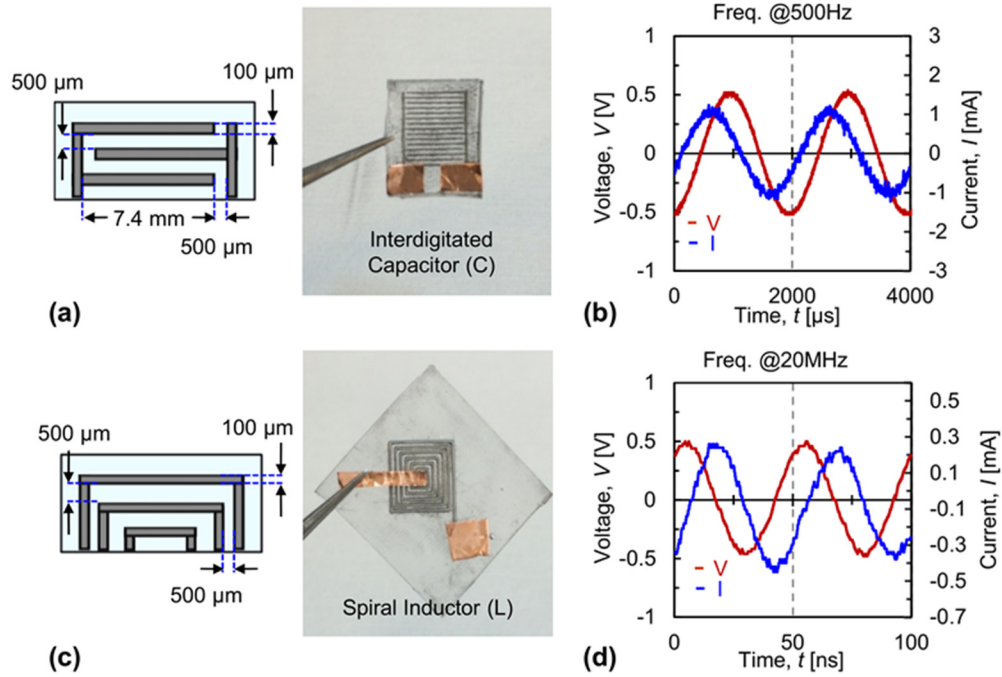 500 µm
100 µm
7.4 mm
500 µm
(a)
Interdigitated
Capacitor (C)
Freq. @500Hz
Voltage, V [V]
1
0.5
0
-0.5
-1
V
I
3
2
1
0
-1
-2
-3
Current, I [mA]
0
2000
4000
Time, t [µs]
(b)
500 µm
100 µm
500 µm
(c)
Spiral Inductor (L)
Freq. @20MHz
Voltage, V [V]
1
0.5
0
-0.5
-1
V
I
0.5
0.3
0.1
-0.1
-0.3
-0.5
-0.7
Current, I [mA]
0
50
100
Time, t [ns]
(d)